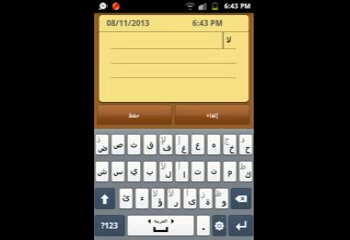 6:43 PM
08/11/2013 6:43 PM
لا
حفظ إلغاء
ض ص ث ق ف غ ع ه خ ح
ش س ي ب ل ا ت ن م ك
ئ ء ؤ ر ى ة و
?123 العربية .